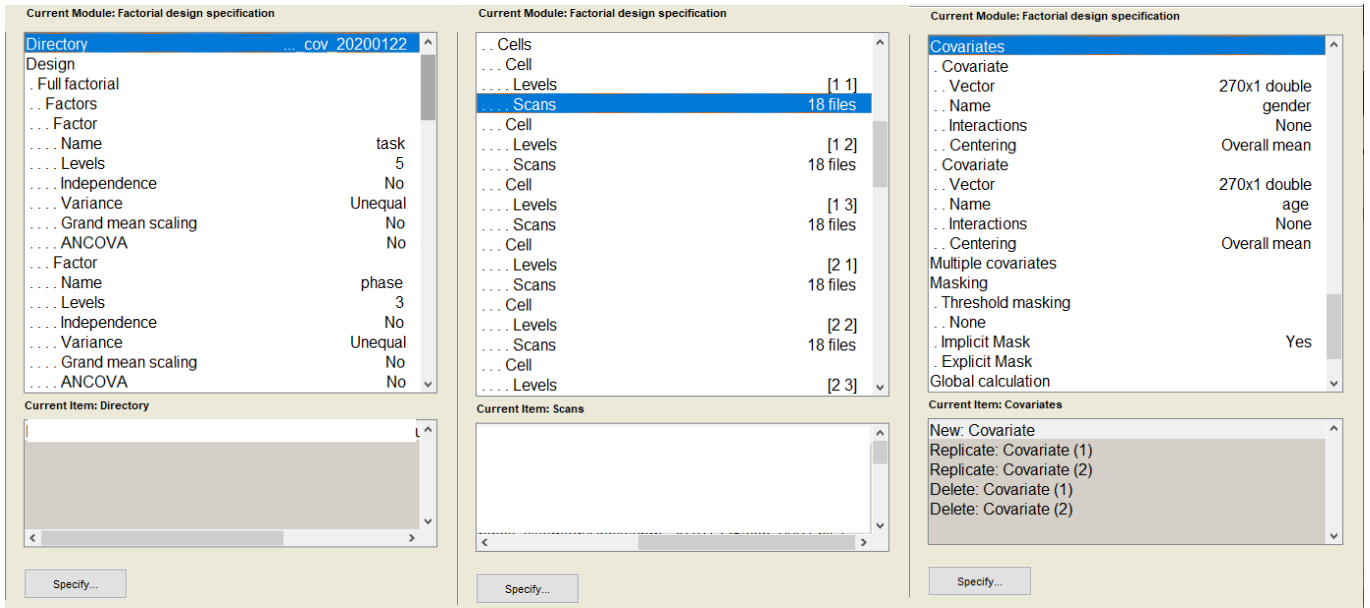 Current Module: Factorial design specification
Directory ... _cov_20200122
Design
. Full factorial
. . Factors
. . . Factor
. . . . Name task
. . . . Levels 5
. . . . Independence No
. . . . Variance Unequal
. . . . Grand mean scaling No
. . . . ANCOVA No
. . . Factor
. . . . Name phase
. . . . Levels 3
. . . . Independence No
. . . . Variance Unequal
. . . . Grand mean scaling No
. . . . ANCOVA No
Current Item: Directory
Specify...
Current Module: Factorial design specification
. . Cells
. . . Cell
. . . . Levels [1 1]
. . . . Scans 18 files
. . . Cell
. . . . Levels [1 2]
. . . . Scans 18 files
. . . Cell
. . . . Levels [1 3]
. . . . Scans 18 files
. . . Cell
. . . . Levels [2 1]
. . . . Scans 18 files
. . . Cell
. . . . Levels [2 2]
. . . . Scans 18 files
. . . Cell
. . . . Levels [2 3]
Current Item: Scans
Specify...
Current Module: Factorial design specification
Covariates
. Covariate
. . Vector 270x1 double
. . Name gender
. . Interactions None
. . Centering Overall mean
. Covariate
. . Vector 270x1 double
. . Name age
. . Interactions None
. . Centering Overall mean
Multiple covariates
Masking
. Threshold masking
. . None
. Implicit Mask Yes
. Explicit Mask
Global calculation
Current Item: Covariates
New: Covariate
Replicate: Covariate (1)
Replicate: Covariate (2)
Delete: Covariate (1)
Delete: Covariate (2)
Specify...